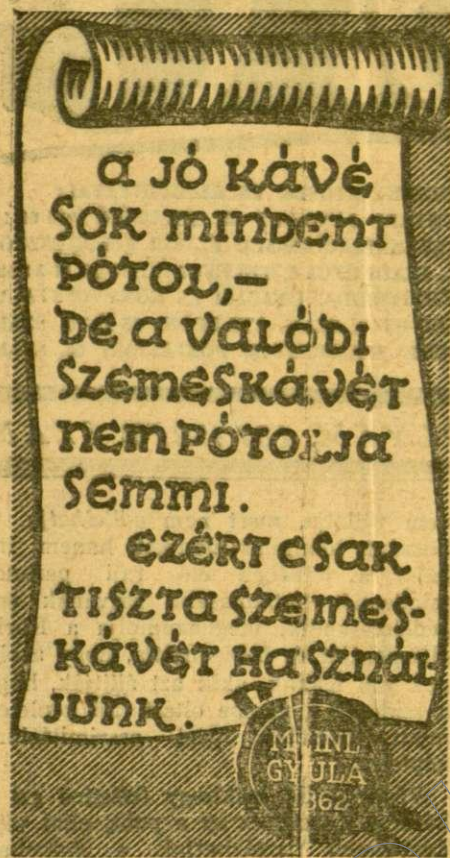 A JÓ KÁVÉ
SOK MINDENT
PÓTOL,—
DE A VALÓDI
SZEMESKÁVÉT
NEM PÓTOLJA
SEMMI.
EZÉRT CSAK
TISZTA SZEMES-
KÁVÉT HASZNÁL-
JUNK.
MEINL
GYULA
1862